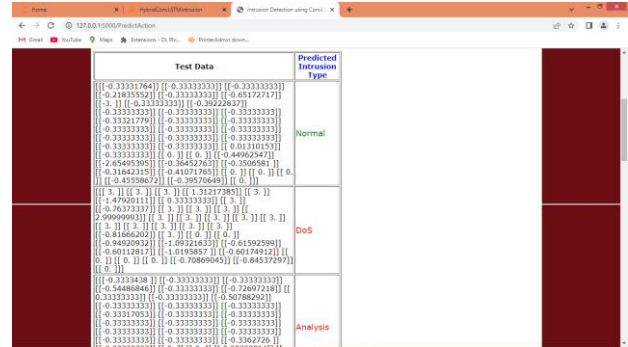 Home
HybridConvLSTMIntrusion
Intrusion Detection using ConvL
127.0.0.1:5000/PredictAction
Gmail YouTube Maps Extensions - DL Phi... PrinterAdmin down...
Test Data
Predicted
Intrusion
Type
[[[-0.33331764]] [[-0.33333333]] [[-0.33333333]]
[[-0.21835552]] [[-0.33333333]] [[-0.65172717]]
[[-3. ]] [[-0.33333333]] [[-0.39222837]]
[[-0.33333333]] [[-0.33333333]] [[-0.33333333]]
[[-0.33321779]] [[-0.33333333]] [[-0.33333333]]
[[-0.33333333]] [[-0.33333333]] [[-0.33333333]]
[[-0.33333333]] [[-0.33333333]] [[-0.33333333]]
[[-0.33333333]] [[-0.33333333]] [[ 0.01310153]]
[[-0.33333333]] [[ 0. ]] [[ 0. ]] [[-0.44962547]]
[[-2.65495395]] [[-0.36452763]] [[-0.3506581 ]]
[[-0.31642315]] [[-0.41071765]] [[ 0. ]] [[ 0. ]] [[ 0.
]] [[-0.45558672]] [[-0.39570649]] [[ 0. ]]]
Normal
[[[ 3. ]] [[ 3. ]] [[ 3. ]] [[ 1.31217385]] [[ 3. ]]
[[-1.47920111]] [[ 0.33333333]] [[ 3. ]]
[[-0.76373337]] [[ 3. ]] [[ 3. ]] [[ 3. ]] [[
2.99999993]] [[ 3. ]] [[ 3. ]] [[ 3. ]] [[ 3. ]] [[ 3. ]]
[[ 3. ]] [[ 3. ]] [[ 3. ]] [[ 3. ]] [[ 3. ]]
[[-0.81666202]] [[ 3. ]] [[ 0. ]] [[ 0. ]]
[[-0.94920932]] [[-1.09321633]] [[-0.61592599]]
[[-0.60112817]] [[-1.0195857 ]] [[-0.60174912]] [[
0. ]] [[ 0. ]] [[ 0. ]] [[-0.70869045]] [[-0.84537297]]
[[ 0. ]]]
DoS
[[[-0.3333438 ]] [[-0.33333333]] [[-0.33333333]]
[[-0.54486846]] [[-0.33333333]] [[-0.72697218]] [[
0.33333333]] [[-0.33333333]] [[-0.50788292]]
[[-0.33333333]] [[-0.33333333]] [[-0.33333333]]
[[-0.33317053]] [[-0.33333333]] [[-0.33333333]]
[[-0.33333333]] [[-0.33333333]] [[-0.33333333]]
[[-0.33333333]] [[-0.33333333]] [[-0.33333333]]
[[-0.33333333]] [[-0.33333333]] [[-0.3362726 ]]
Analysis